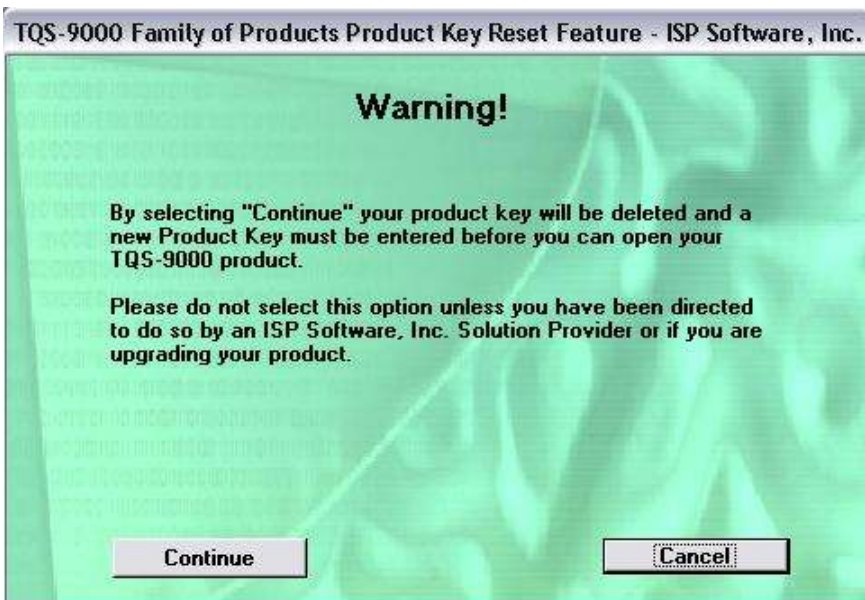 TQS-9000 Family of Products Product Key Reset Feature - ISP Software, Inc.
Warning!
By selecting "Continue" your product key will be deleted and a
new Product Key must be entered before you can open your
TQS-9000 product.
Please do not select this option unless you have been directed
to do so by an ISP Software, Inc. Solution Provider or if you are
upgrading your product.
Continue
Cancel